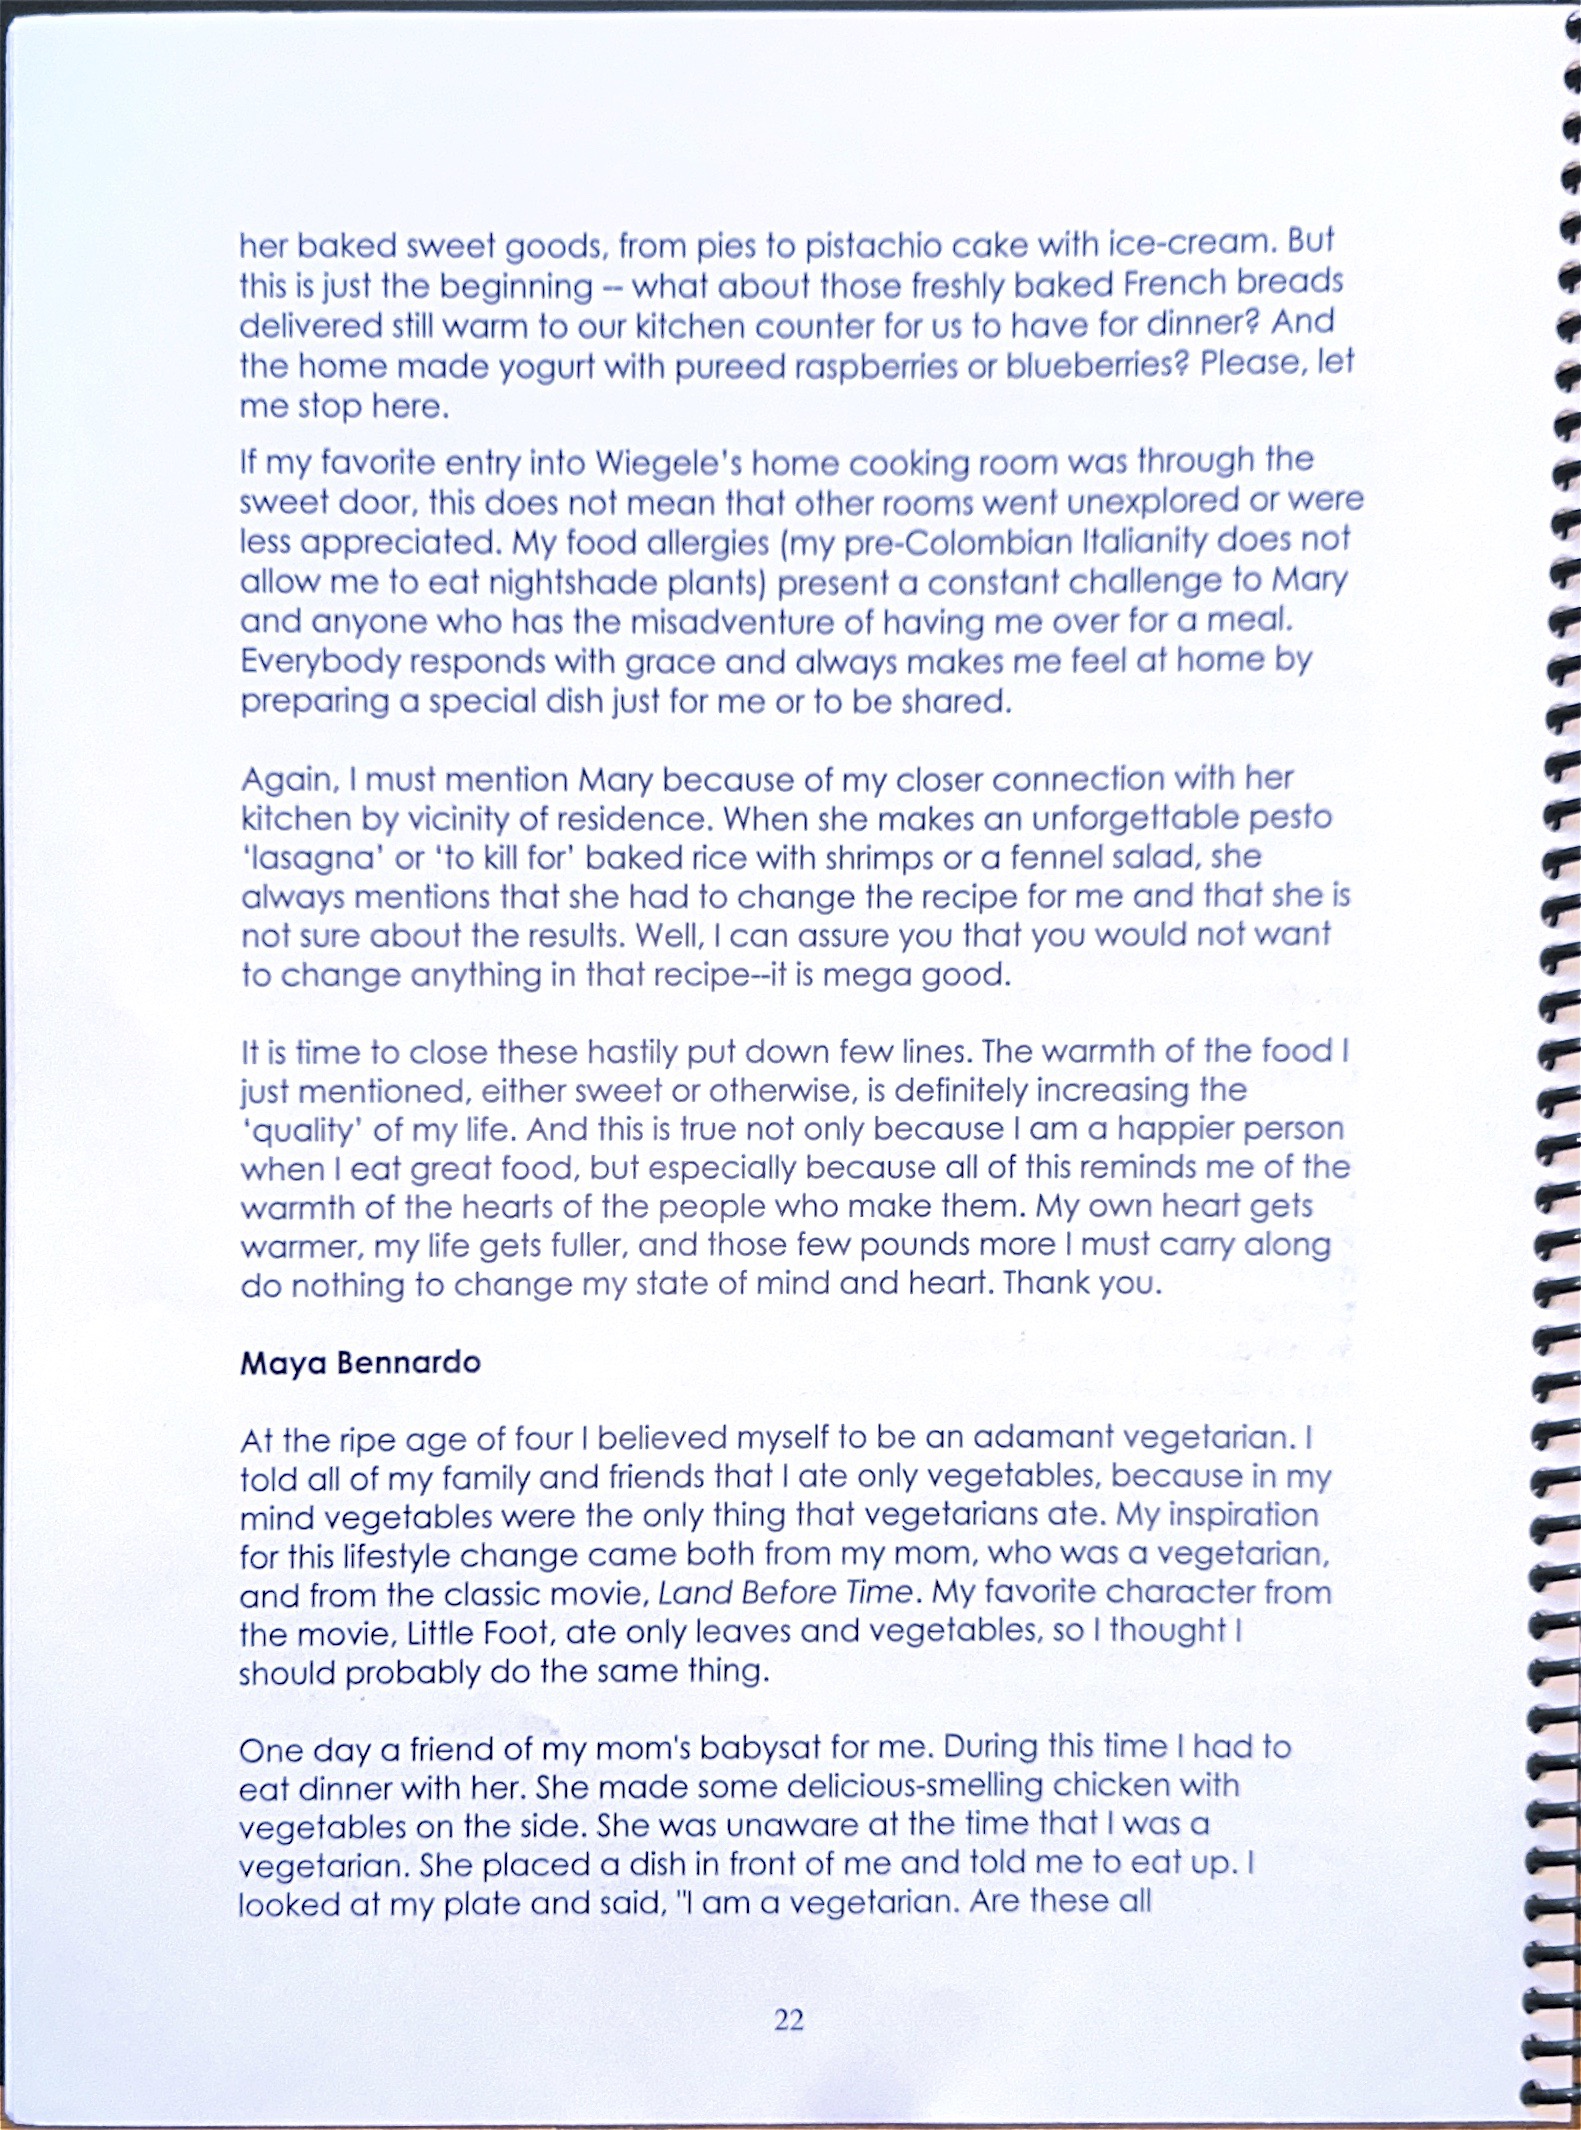 her baked sweet goods, from pies to pistachio cake with ice-cream. But
this is just the beginning -- what about those freshly baked French breads
delivered still warm to our kitchen counter for us to have for dinner? And
the home made yogurt with pureed raspberries or blueberries? Please, let
me stop here.
If my favorite entry into Wiegele's home cooking room was through the
sweet door, this does not mean that other rooms went unexplored or were
less appreciated. My food allergies (my pre-Colombian Italianity does not
allow me to eat nightshade plants) present a constant challenge to Mary
and anyone who has the misadventure of having me over for a meal.
Everybody responds with grace and always makes me feel at home by
preparing a special dish just for me or to be shared.
Again, I must mention Mary because of my closer connection with her
kitchen by vicinity of residence. When she makes an unforgettable pesto
'lasagna' or 'to kill for' baked rice with shrimps or a fennel salad, she
always mentions that she had to change the recipe for me and that she is
not sure about the results. Well, I can assure you that you would not want
to change anything in that recipe--it is mega good.
It is time to close these hastily put down few lines. The warmth of the food I
just mentioned, either sweet or otherwise, is definitely increasing the
'quality' of my life. And this is true not only because I am a happier person
when I eat great food, but especially because all of this reminds me of the
warmth of the hearts of the people who make them. My own heart gets
warmer, my life gets fuller, and those few pounds more I must carry along
do nothing to change my state of mind and heart. Thank you.
Maya Bennardo
At the ripe age of four I believed myself to be an adamant vegetarian. I
told all of my family and friends that I ate only vegetables, because in my
mind vegetables were the only thing that vegetarians ate. My inspiration
for this lifestyle change came both from my mom, who was a vegetarian,
and from the classic movie, Land Before Time. My favorite character from
the movie, Little Foot, ate only leaves and vegetables, so I thought I
should probably do the same thing.
One day a friend of my mom's babysat for me. During this time I had to
eat dinner with her. She made some delicious-smelling chicken with
vegetables on the side. She was unaware at the time that I was a
vegetarian. She placed a dish in front of me and told me to eat up. I
looked at my plate and said, "I am a vegetarian. Are these all
22